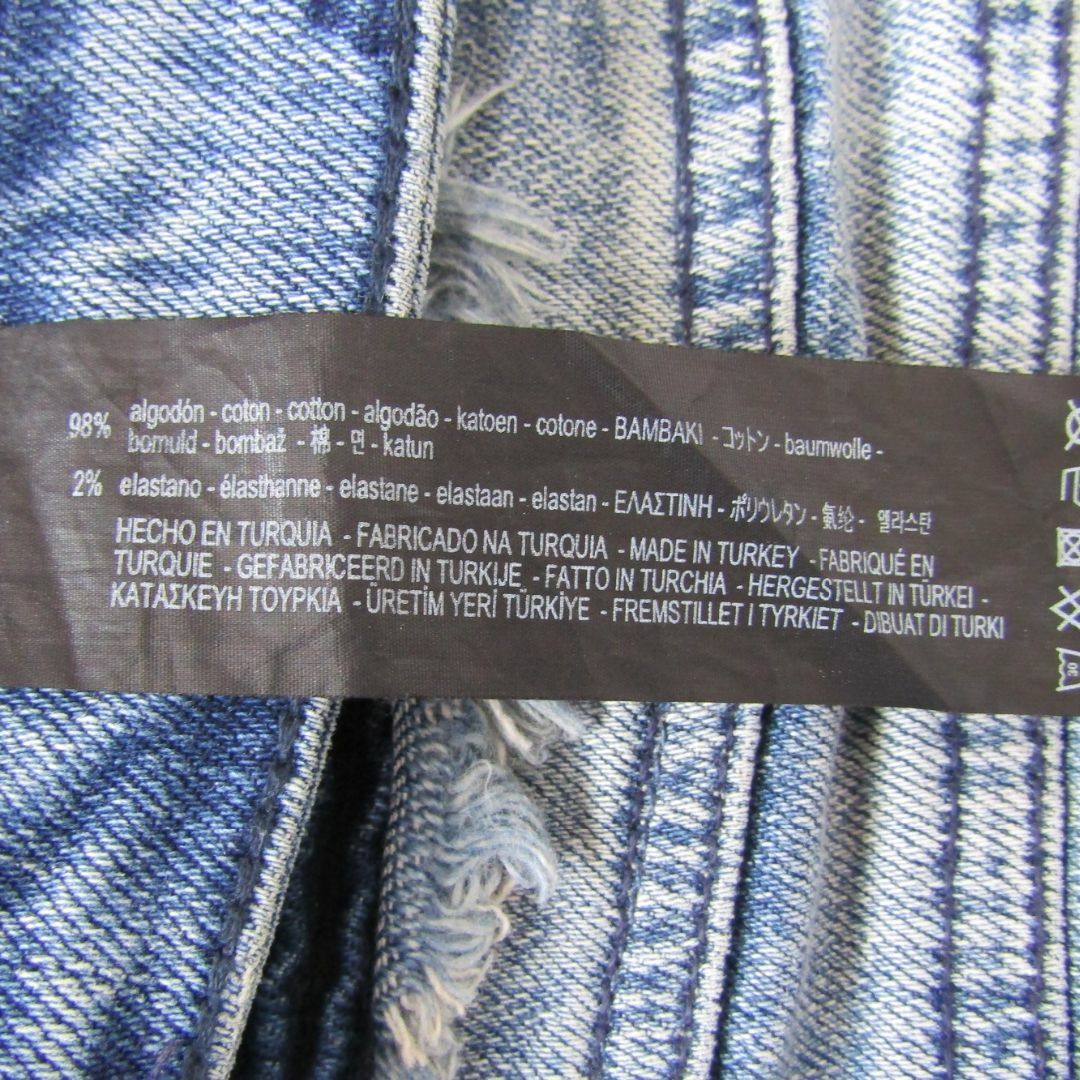 98% algodón - coton - cotton - algodão - katoen - cotone - BAMBAKI - コットン - baumwolle -
bomuld - bombaž - 棉 - 면 - katun
2% elastano - élasthanne - elastane - elastaan - elastan - ΕΛΑΣΤΙΝΗ - ポリウレタン - 氨纶 - 엘라스탄
HECHO EN TURQUIA - FABRICADO NA TURQUIA - MADE IN TURKEY - FABRIQUÉ EN
TURQUIE - GEFABRICEERD IN TURKIJE - FATTO IN TURCHIA - HERGESTELLT IN TÜRKEI -
ΚΑΤΑΣΚΕΥΗ ΤΟΥΡΚΙΑ - ÜRETİM YERİ TÜRKİYE - FREMSTILLET I TYRKIET - DIBUAT DI TURKI
30